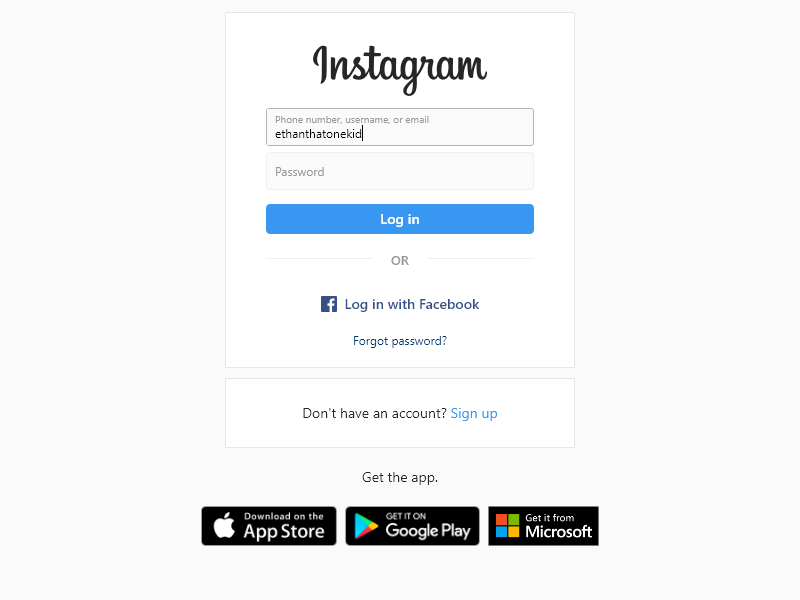 Instagram
Phone number, username, or email
ethanthatonekid
Password
Log in
OR
Log in with Facebook
Forgot password?
Don't have an account? Sign up
Get the app.
Download on the
App Store
GET IT ON
Google Play
Get it from
Microsoft